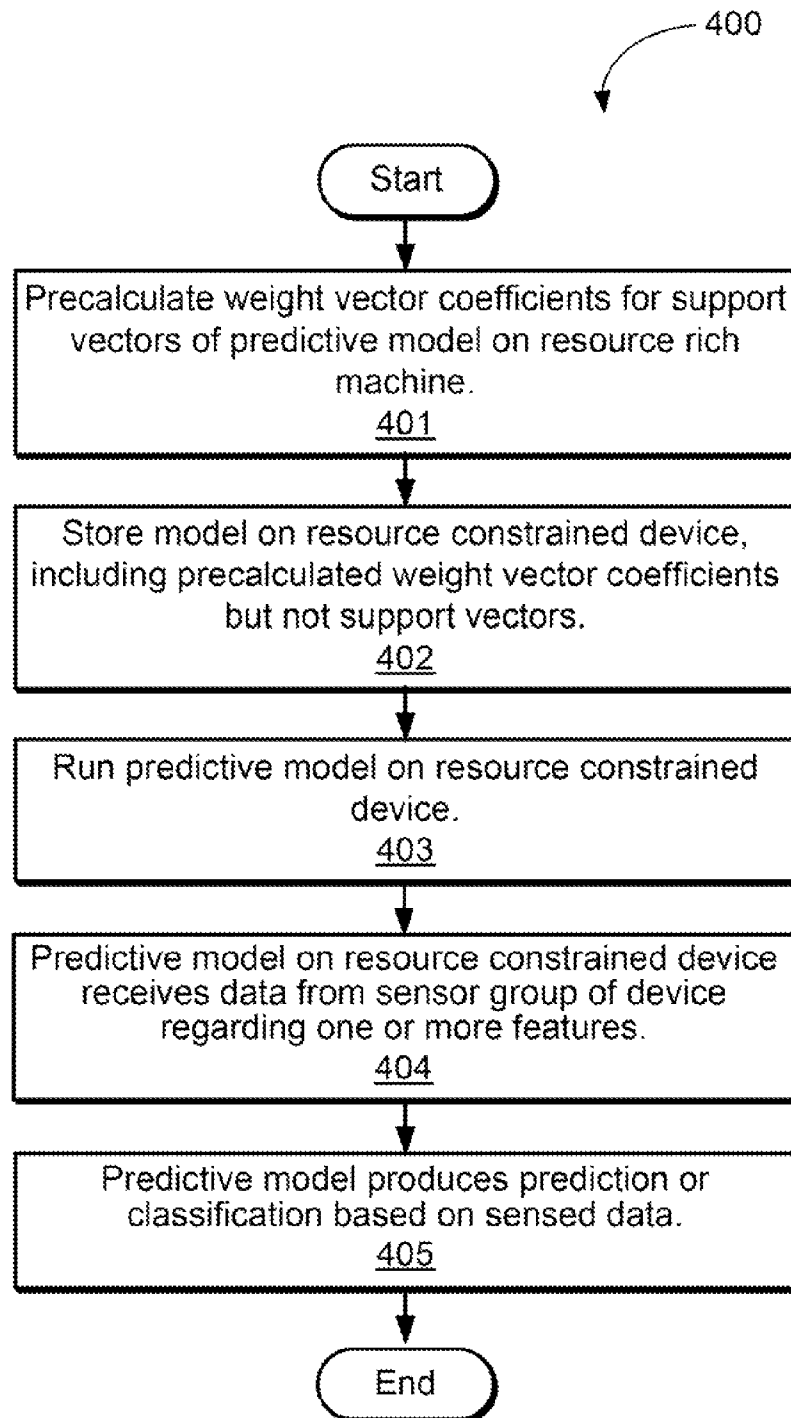 400
Start
Precalculate weight vector coefficients for support
vectors of predictive model on resource rich
machine.
401
Store model on resource constrained device,
including precalculated weight vector coefficients
but not support vectors.
402
Run predictive model on resource constrained
device.
403
Predictive model on resource constrained device
receives data from sensor group of device
regarding one or more features.
404
Predictive model produces prediction or
classification based on sensed data.
405
End